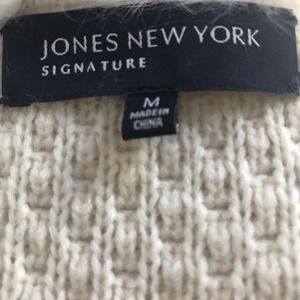 JONES NEW YORK
SIGNATURE
M
MADE IN
CHINA